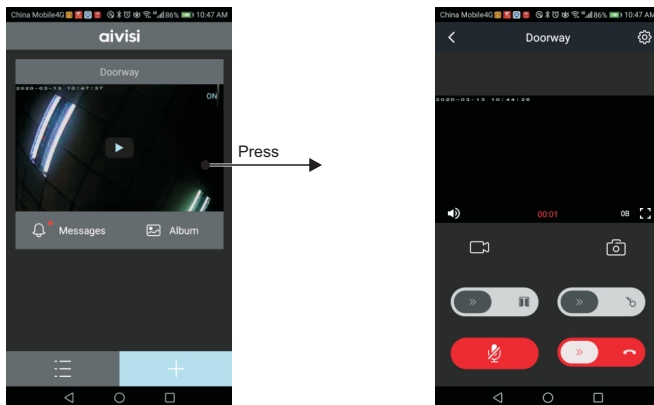 China Mobile4G 86% 10:47 AM
aivisi
Doorway
2020-03-13 10:47:57
ON
Messages
Album
Press
China Mobile4G 86% 10:47 AM
Doorway
2020-03-13 10:44:28
00:01
0B